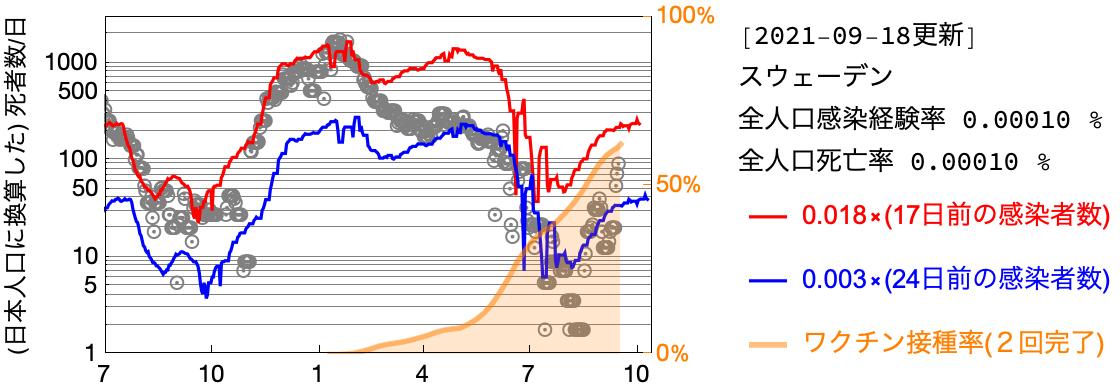 (日本人口に換算した) 死者数/日
1000
500
100
50
10
5
1
7
10
1
4
7
10
100%
50%
0%
[2021-09-18更新]
スウェーデン
全人口感染経験率 0.00010 %
全人口死亡率 0.00010 %
0.018×(17日前の感染者数)
0.003×(24日前の感染者数)
ワクチン接種率(２回完了)